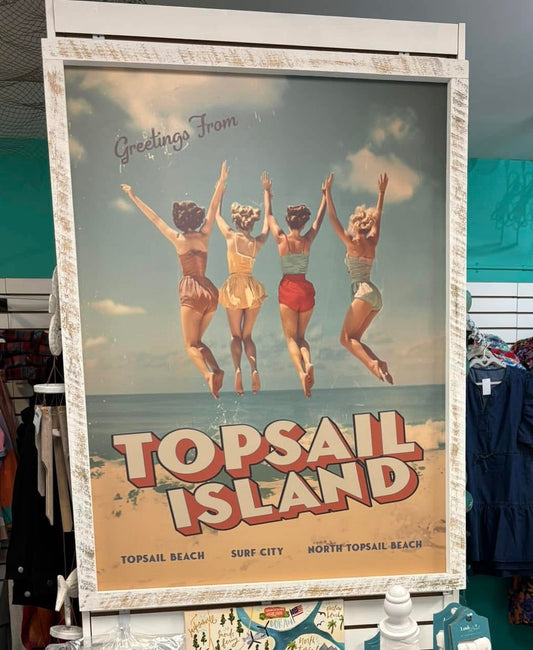 Greetings From
TOPSAIL
ISLAND
TOPSAIL BEACH SURF CITY NORTH TOPSAIL BEACH